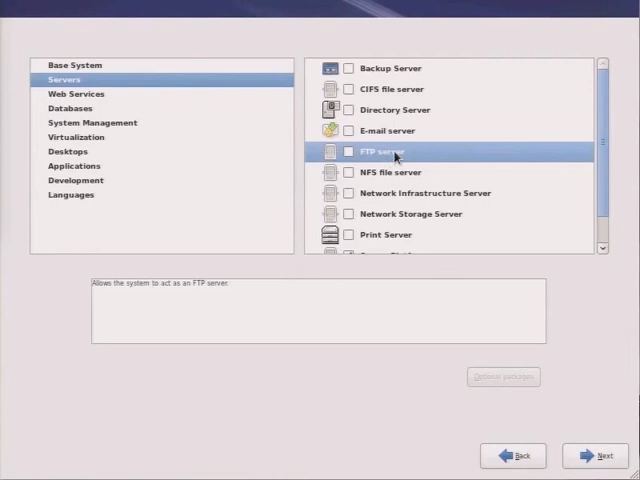 Base System
Servers
Web Services
Databases
System Management
Virtualization
Desktops
Applications
Development
Languages
Backup Server
CIFS file server
Directory Server
E-mail server
FTP server
NFS file server
Network Infrastructure Server
Network Storage Server
Print Server
Allows the system to act as an FTP server.
Optional packages
Back
Next